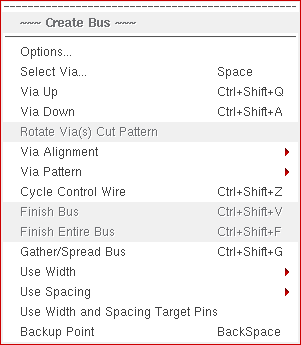 ~~~ Create Bus ~~~
Options...
Select Via... Space
Via Up Ctrl+Shift+Q
Via Down Ctrl+Shift+A
Rotate Via(s) Cut Pattern
Via Alignment
Via Pattern
Cycle Control Wire Ctrl+Shift+Z
Finish Bus Ctrl+Shift+V
Finish Entire Bus Ctrl+Shift+F
Gather/Spread Bus Ctrl+Shift+G
Use Width
Use Spacing
Use Width and Spacing Target Pins
Backup Point BackSpace